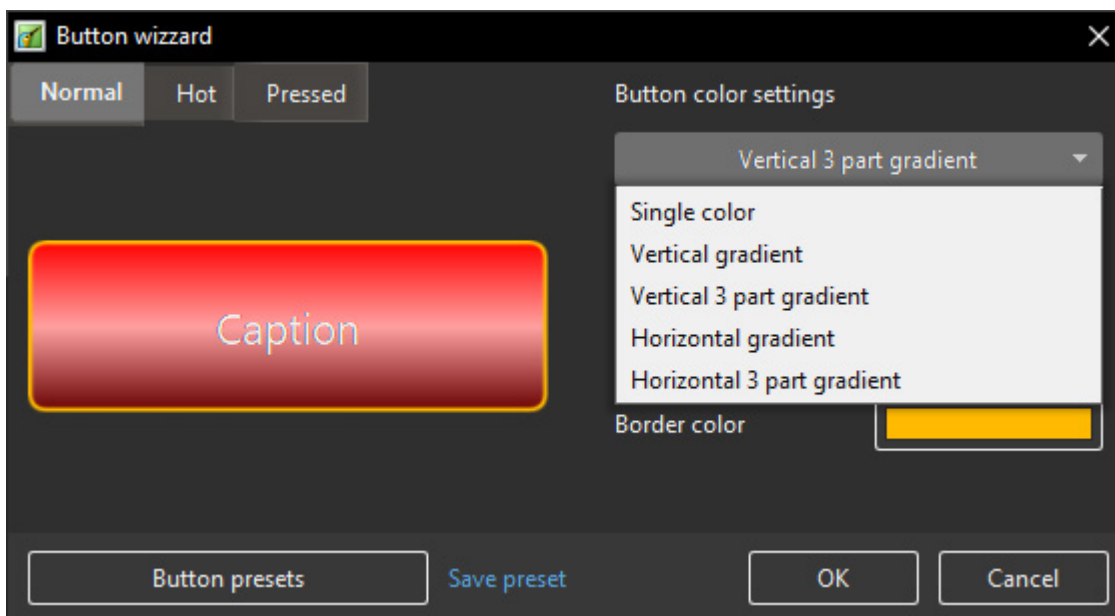 Button wizzard
Normal Hot Pressed
Button color settings
Vertical 3 part gradient
Single color
Vertical gradient
Vertical 3 part gradient
Horizontal gradient
Horizontal 3 part gradient
Caption
Border color
Button presets Save preset OK Cancel